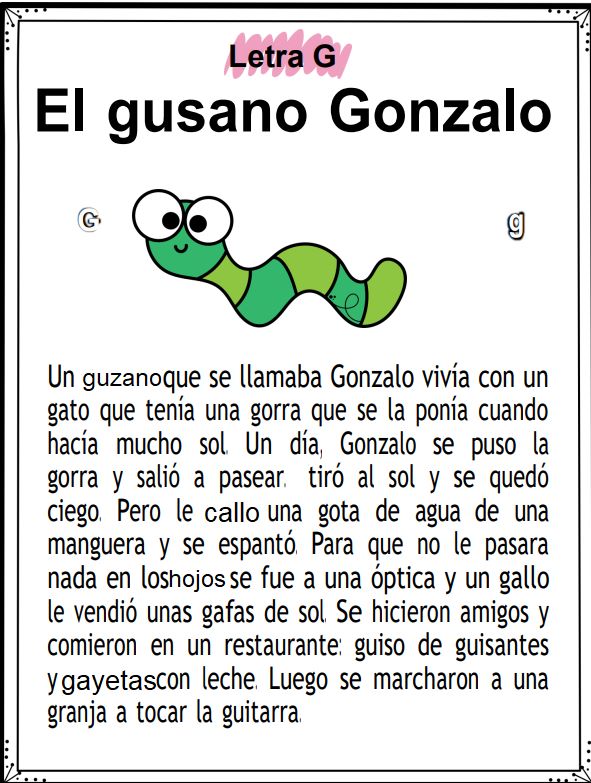 Letra G
El gusano Gonzalo
G g
Un guzano que se llamaba Gonzalo vivía con un
gato que tenía una gorra que se la ponía cuando
hacía mucho sol. Un día, Gonzalo se puso la
gorra y salió a pasear. tiró al sol y se quedó
ciego. Pero le callo una gota de agua de una
manguera y se espantó. Para que no le pasara
nada en los hojos se fue a una óptica y un gallo
le vendió unas gafas de sol. Se hicieron amigos y
comieron en un restaurante: guiso de guisantes
y gayetas con leche. Luego se marcharon a una
granja a tocar la guitarra.